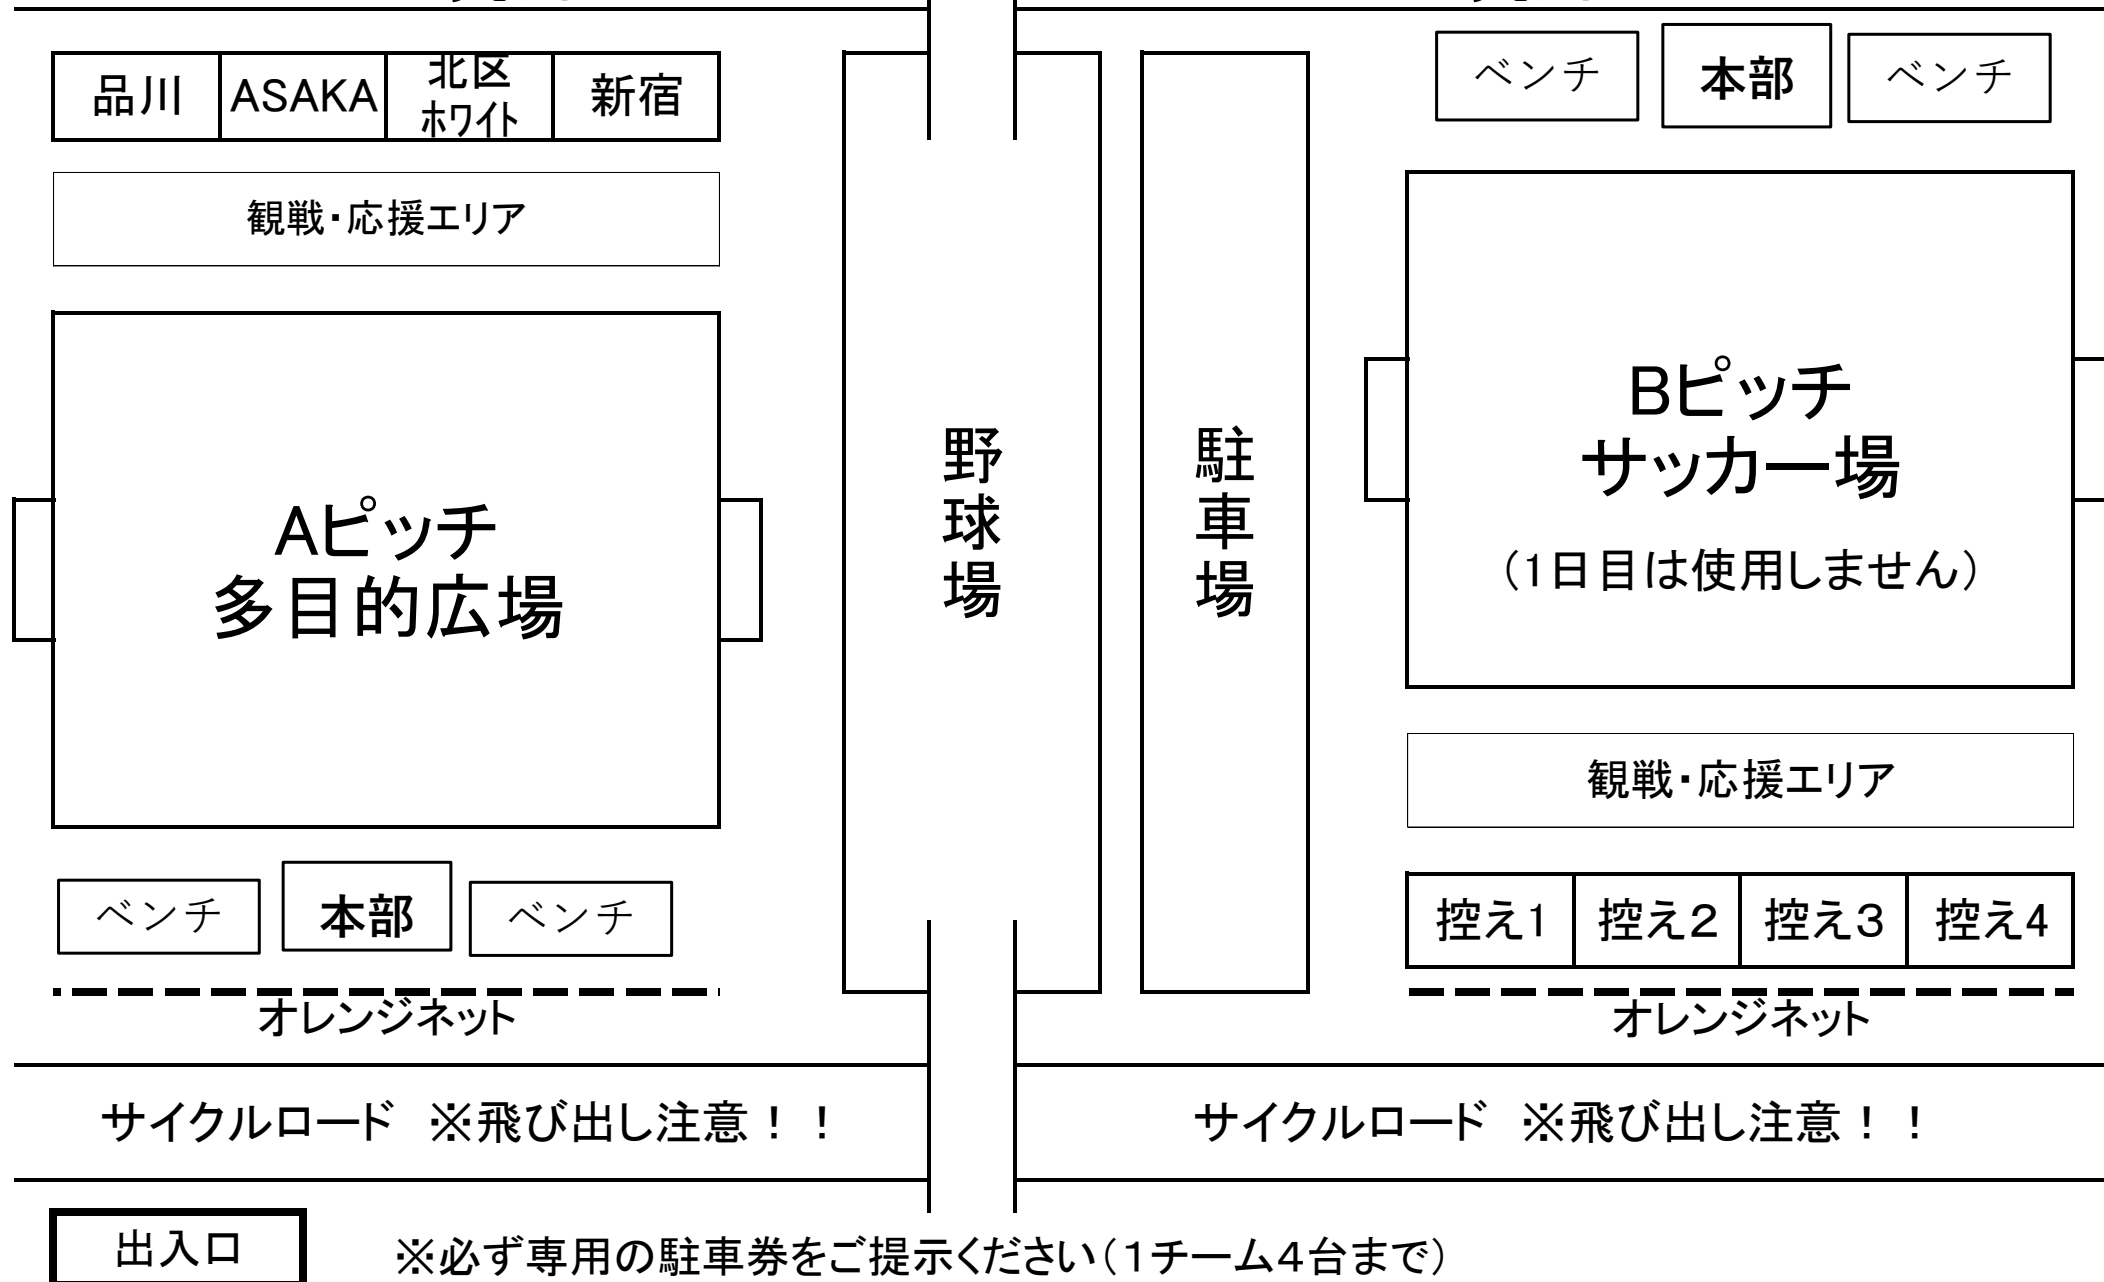 品川
ASAKA
北区
ホワイト
新宿
観戦・応援エリア
Aピッチ
多目的広場
ベンチ
本部
ベンチ
オレンジネット
野球場
駐車場
ベンチ
本部
ベンチ
Bピッチ
サッカー場
（1日目は使用しません）
観戦・応援エリア
控え1
控え2
控え3
控え4
オレンジネット
サイクルロード　※飛び出し注意！！
サイクルロード　※飛び出し注意！！
出入口
※必ず専用の駐車券をご提示ください（1チーム4台まで）